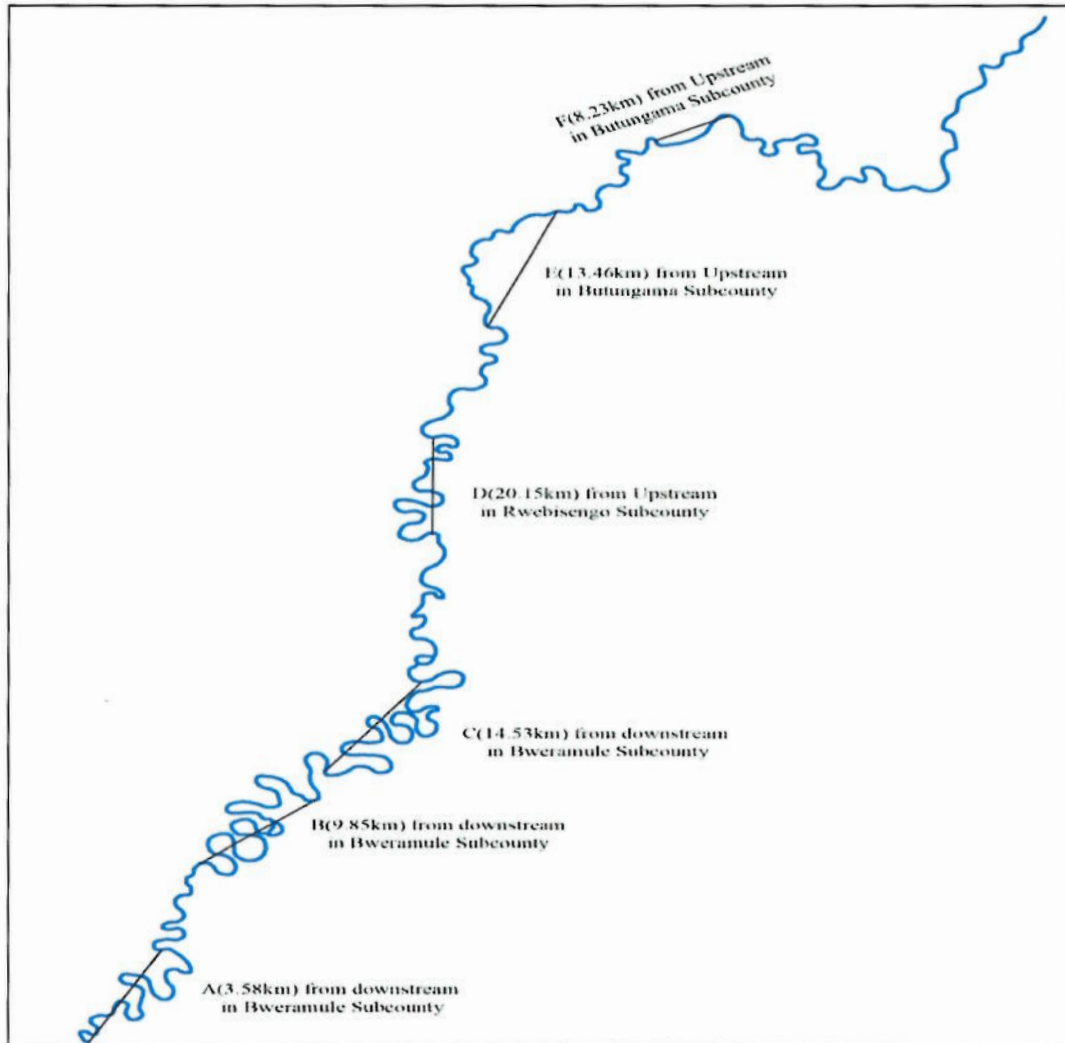 F(8.23km) from Upstream
in Butungama Subcounty
E(13.46km) from Upstream
in Butungama Subcounty
D(20.15km) from Upstream
in Rwebisengo Subcounty
C(14.53km) from downstream
in Bweramule Subcounty
B(9.85km) from downstream
in Bweramule Subcounty
A(3.58km) from downstream
in Bweramule Subcounty